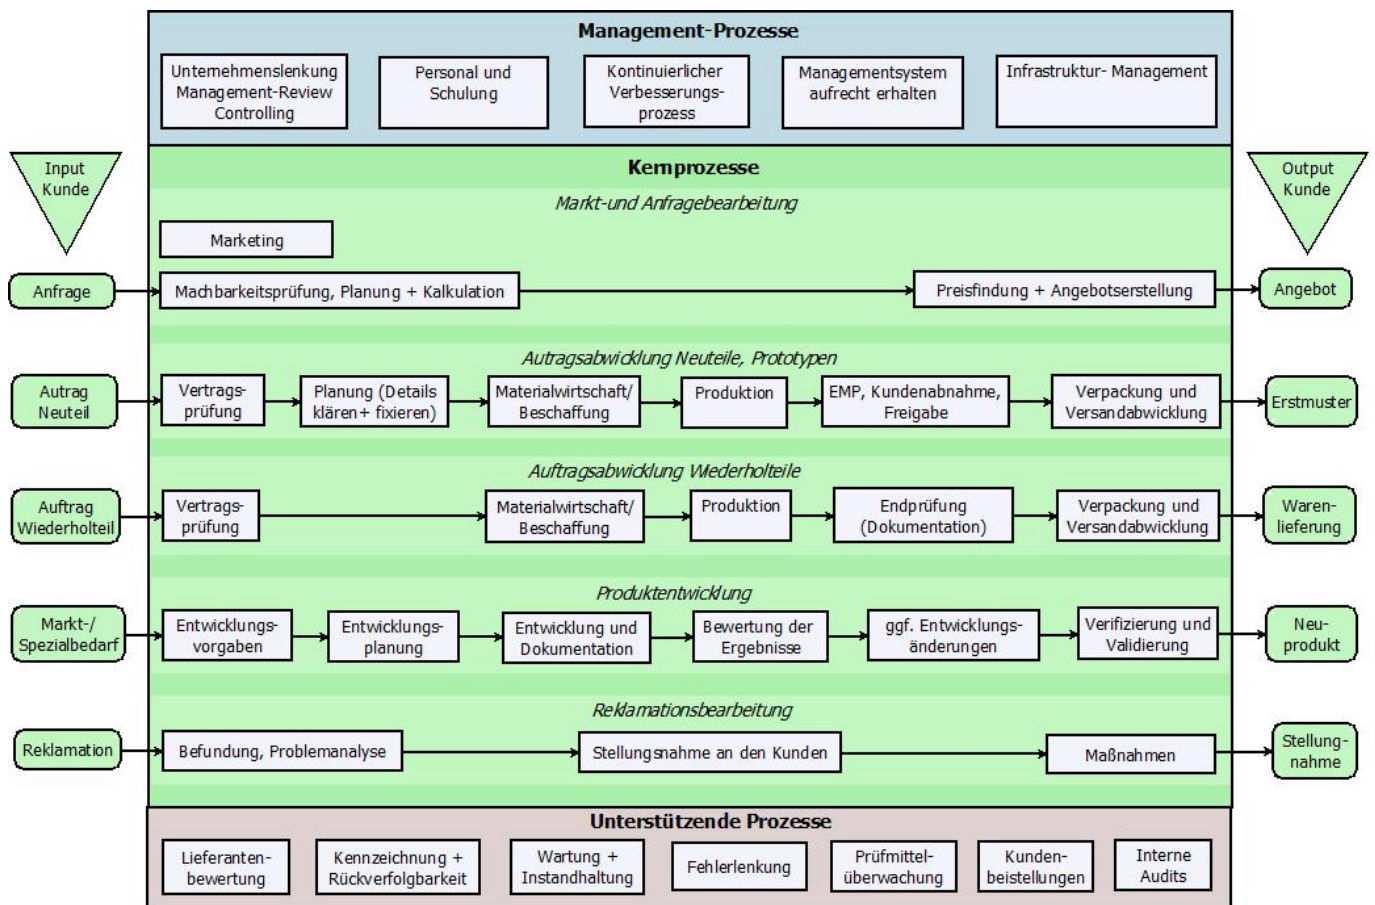 Management-Prozesse
Unternehmenslenkung
Management-Review
Controlling
Personal und
Schulung
Kontinuierlicher
Verbesserungs-
prozess
Managementsystem
aufrecht erhalten
Infrastruktur- Management
Input
Kunde
Kernprozesse
Output
Kunde
Markt-und Anfragebearbeitung
Marketing
Anfrage
Machbarkeitsprüfung, Planung + Kalkulation
Preisfindung + Angebotserstellung
Angebot
Autragsabwicklung Neuteile, Prototypen
Autrag
Neuteil
Vertrags-
prüfung
Planung (Details
klären + fixieren)
Materialwirtschaft/
Beschaffung
Produktion
EMP, Kundenabnahme,
Freigabe
Verpackung und
Versandabwicklung
Erstmuster
Auftragsabwicklung Wiederholteile
Auftrag
Wiederholteil
Vertrags-
prüfung
Materialwirtschaft/
Beschaffung
Produktion
Endprüfung
(Dokumentation)
Verpackung und
Versandabwicklung
Waren-
lieferung
Produktentwicklung
Markt-/
Spezialbedarf
Entwicklungs-
vorgaben
Entwicklungs-
planung
Entwicklung und
Dokumentation
Bewertung der
Ergebnisse
ggf. Entwicklungs-
änderungen
Verifizierung und
Validierung
Neu-
produkt
Reklamationsbearbeitung
Reklamation
Befundung, Problemanalyse
Stellungsnahme an den Kunden
Maßnahmen
Stellung-
nahme
Unterstützende Prozesse
Lieferanten-
bewertung
Kennzeichnung +
Rückverfolgbarkeit
Wartung +
Instandhaltung
Fehlerlenkung
Prüfmittel-
überwachung
Kunden-
beistellungen
Interne
Audits